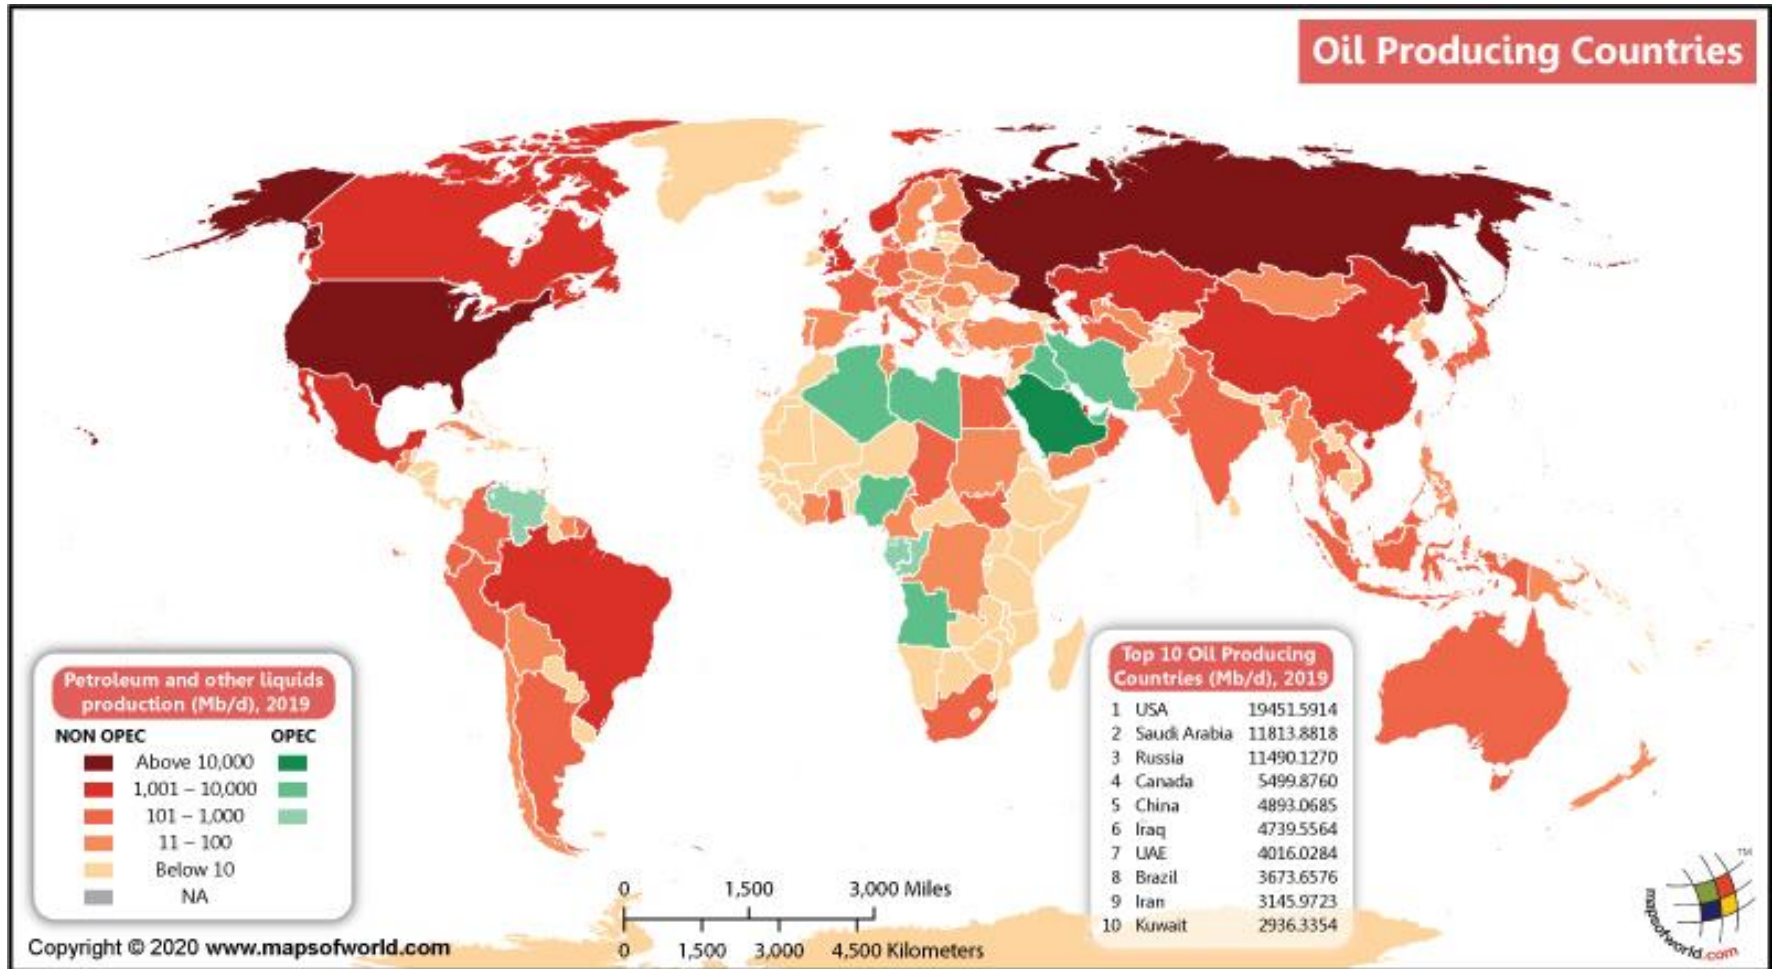 Oil Producing Countries
Petroleum and other liquids
production (Mb/d), 2019
NON OPEC OPEC
Above 10,000
1,001 – 10,000
101 – 1,000
11 – 100
Below 10
NA
Top 10 Oil Producing
Countries (Mb/d), 2019
1 USA 19451.5914
2 Saudi Arabia 11813.8818
3 Russia 11490.1270
4 Canada 5499.8760
5 China 4893.0685
6 Iraq 4739.5564
7 UAE 4016.0284
8 Brazil 3673.6576
9 Iran 3145.9723
10 Kuwait 2936.3354
0 1,500 3,000 Miles
0 1,500 3,000 4,500 Kilometers
Copyright © 2020 www.mapsofworld.com
TM
mapsofworld.com